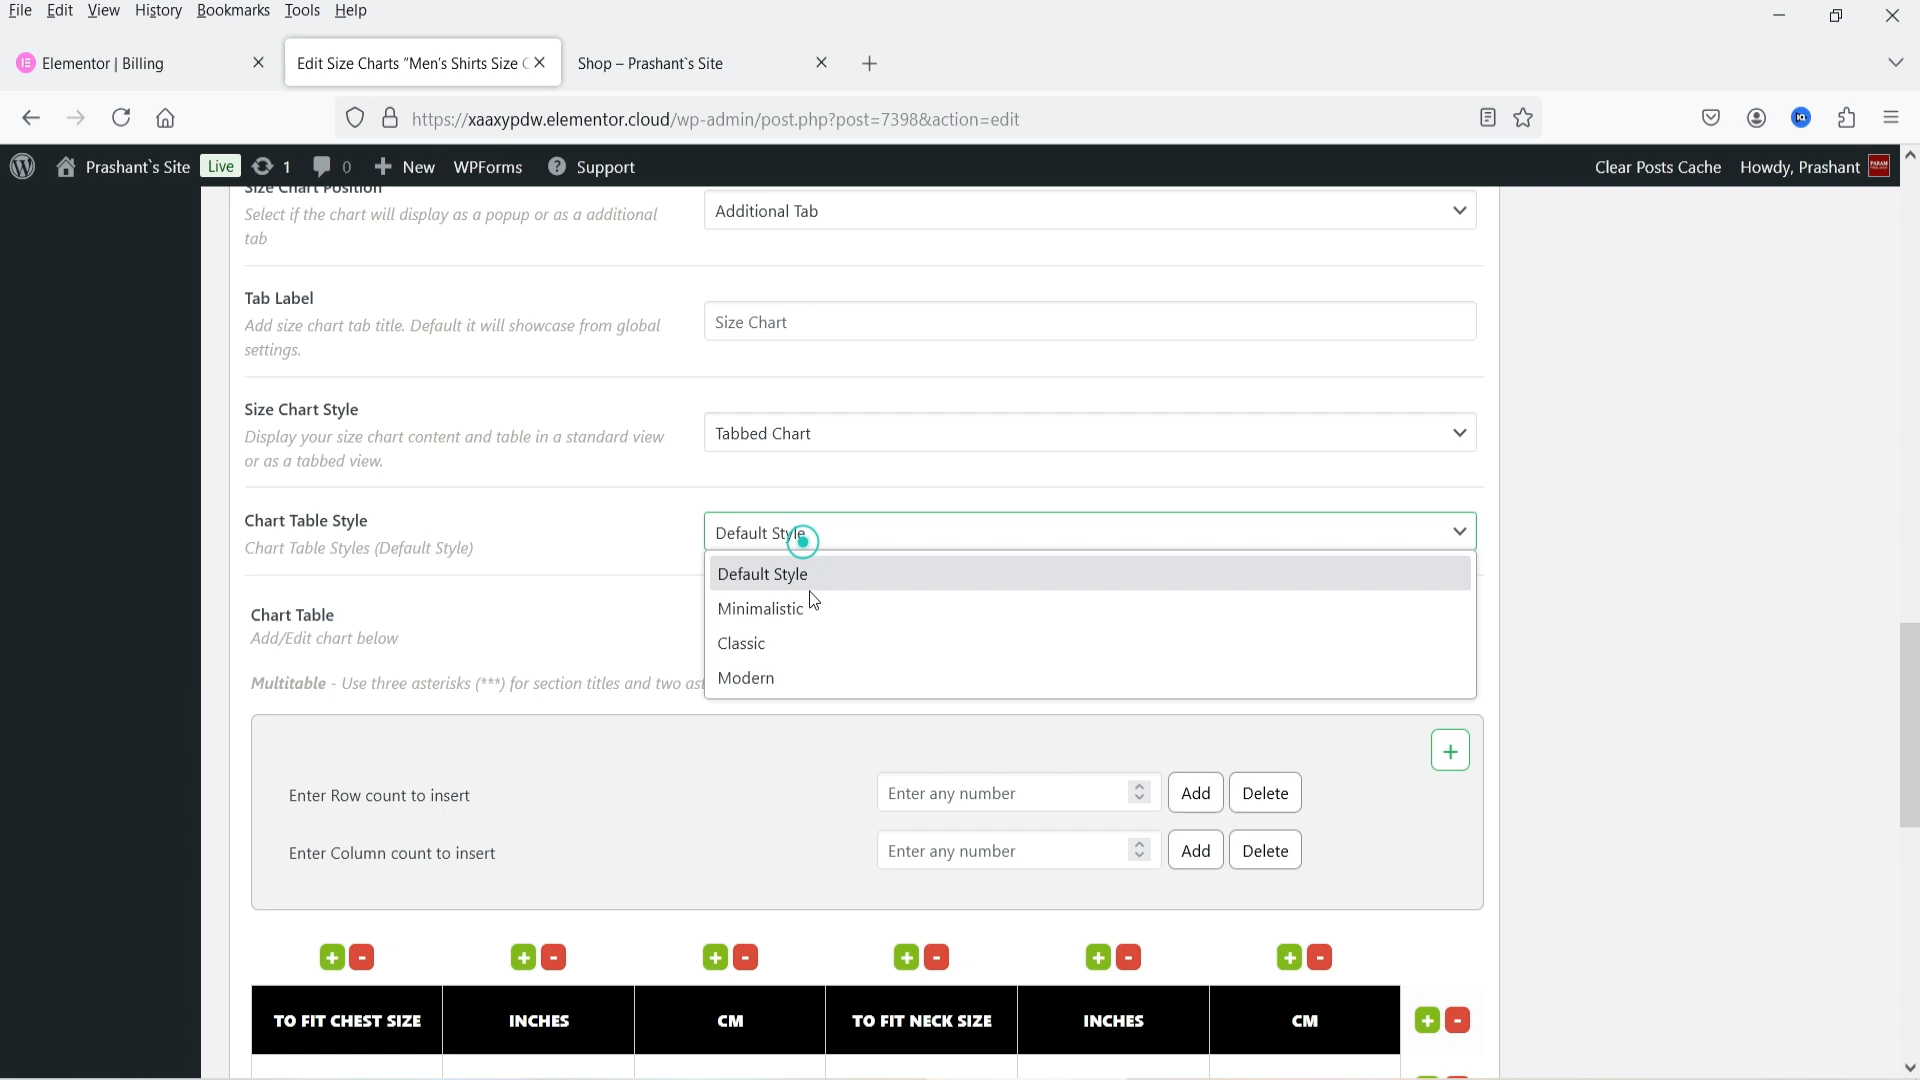 File Edit View History Bookmarks Tools Help
Elementor | Billing
Edit Size Charts "Men's Shirts Size C
Shop – Prashant`s Site
https://xaaxypdw.elementor.cloud/wp-admin/post.php?post=7398&action=edit
Prashant`s Site Live 1 0 New WPForms Support Clear Posts Cache Howdy, Prashant
Size Chart Position
Select if the chart will display as a popup or as a additional
tab
Additional Tab
Tab Label
Add size chart tab title. Default it will showcase from global
settings.
Size Chart
Size Chart Style
Display your size chart content and table in a standard view
or as a tabbed view.
Tabbed Chart
Chart Table Style
Chart Table Styles (Default Style)
Default Style
Default Style
Minimalistic
Classic
Modern
Chart Table
Add/Edit chart below
Multitable - Use three asterisks (***) for section titles and two ast
+
Enter Row count to insert Enter any number Add Delete
Enter Column count to insert Enter any number Add Delete
+ - + - + - + - + - + -
TO FIT CHEST SIZE INCHES CM TO FIT NECK SIZE INCHES CM + -